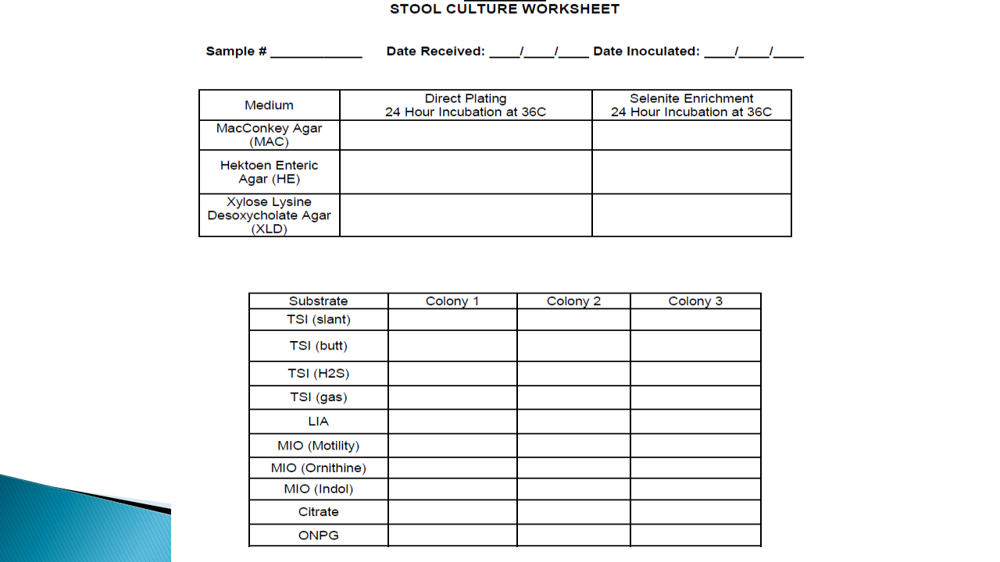 STOOL CULTURE WORKSHEET
Sample # ____________ Date Received: ____/____/____ Date Inoculated: ____/____/____
Medium
Direct Plating
24 Hour Incubation at 36C
Selenite Enrichment
24 Hour Incubation at 36C
MacConkey Agar
(MAC)
Hektoen Enteric
Agar (HE)
Xylose Lysine
Desoxycholate Agar
(XLD)
Substrate Colony 1 Colony 2 Colony 3
TSI (slant)
TSI (butt)
TSI (H2S)
TSI (gas)
LIA
MIO (Motility)
MIO (Ornithine)
MIO (Indol)
Citrate
ONPG